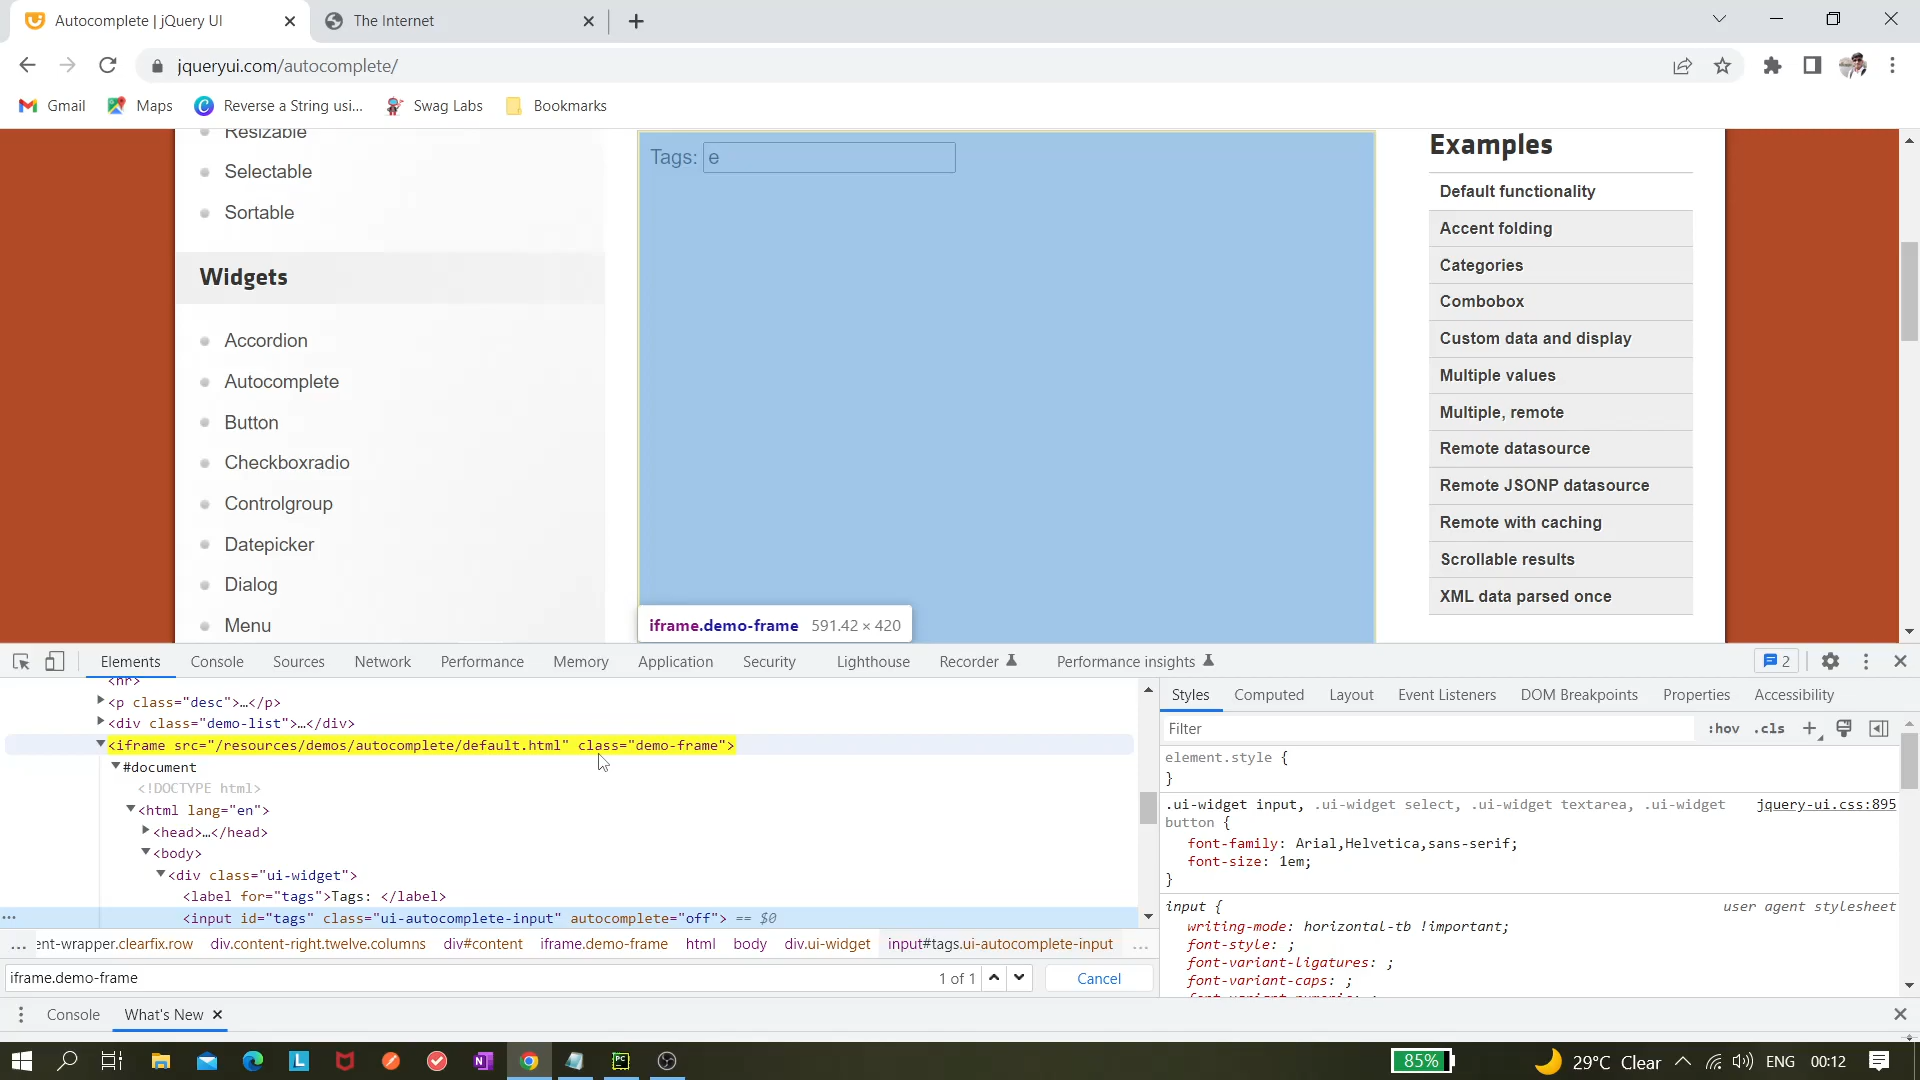 Autocomplete | jQuery UI
The Internet
jqueryui.com/autocomplete/
Gmail
Maps
Reverse a String usi...
Swag Labs
Bookmarks
Resizable
Selectable
Sortable
Widgets
Accordion
Autocomplete
Button
Checkboxradio
Controlgroup
Datepicker
Dialog
Menu
Tags: e
iframe.demo-frame 591.42 × 420
Examples
Default functionality
Accent folding
Categories
Combobox
Custom data and display
Multiple values
Multiple, remote
Remote datasource
Remote JSONP datasource
Remote with caching
Scrollable results
XML data parsed once
Elements Console Sources Network Performance Memory Application Security Lighthouse Recorder Performance insights 2
<hr>
<p class="desc">…</p>
<div class="demo-list">…</div>
<iframe src="/resources/demos/autocomplete/default.html" class="demo-frame">
#document
<!DOCTYPE html>
<html lang="en">
<head>…</head>
<body>
<div class="ui-widget">
<label for="tags">Tags: </label>
<input id="tags" class="ui-autocomplete-input" autocomplete="off"> == $0
... ent-wrapper.clearfix.row div.content-right.twelve.columns div#content iframe.demo-frame html body div.ui-widget input#tags.ui-autocomplete-input ...
iframe.demo-frame 1 of 1 Cancel
Styles Computed Layout Event Listeners DOM Breakpoints Properties Accessibility
Filter :hov .cls
element.style {
}
.ui-widget input, .ui-widget select, .ui-widget textarea, .ui-widget jquery-ui.css:895
button {
font-family: Arial,Helvetica,sans-serif;
font-size: 1em;
}
input { user agent stylesheet
writing-mode: horizontal-tb !important;
font-style: ;
font-variant-ligatures: ;
font-variant-caps: ;
font-variant-numeric: ;
Console What's New
85% 29°C Clear ENG 00:12